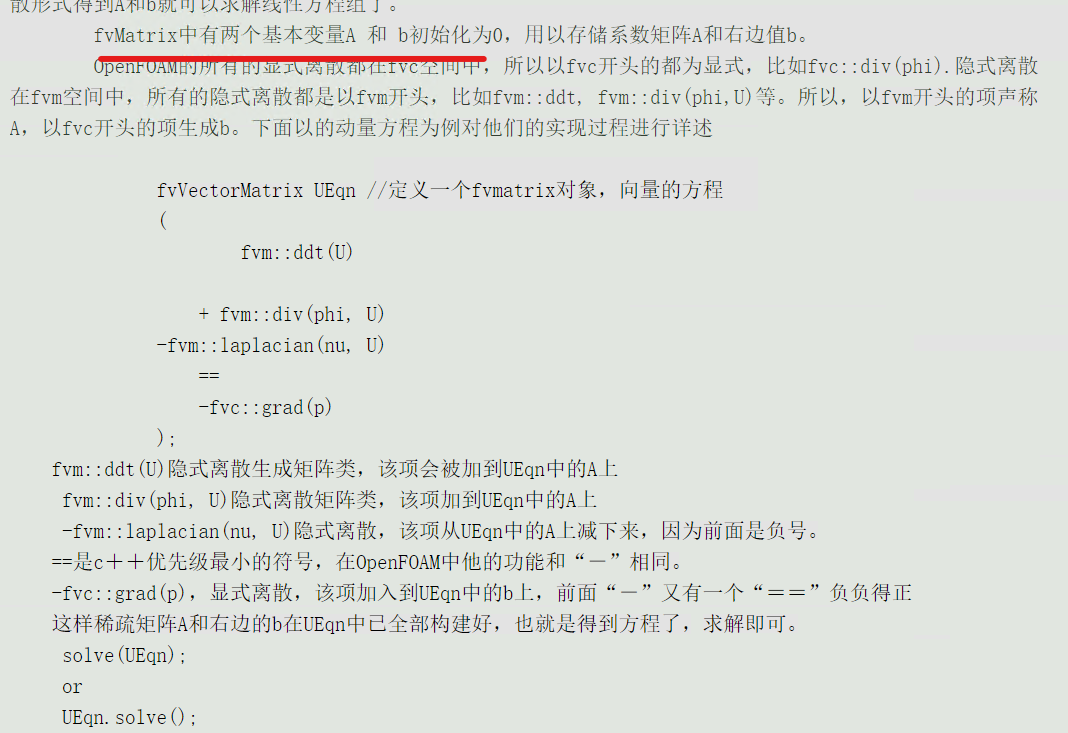 散形式得到A和b就可以求解线性方程组了。
fvMatrix中有两个基本变量A 和 b初始化为0，用以存储系数矩阵A和右边值b。
OpenFOAM的所有的显式离散都在fvc空间中，所以以fvc开头的都为显式，比如fvc::div(phi).隐式离散
在fvm空间中，所有的隐式离散都是以fvm开头，比如fvm::ddt, fvm::div(phi,U)等。所以，以fvm开头的项声称
A，以fvc开头的项生成b。下面以的动量方程为例对他们的实现过程进行详述
fvVectorMatrix UEqn //定义一个fvmatrix对象，向量的方程
(
fvm::ddt(U)
+ fvm::div(phi, U)
-fvm::laplacian(nu, U)
==
-fvc::grad(p)
);
fvm::ddt(U)隐式离散生成矩阵类，该项会被加到UEqn中的A上
fvm::div(phi, U)隐式离散矩阵类，该项加到UEqn中的A上
-fvm::laplacian(nu, U)隐式离散，该项从UEqn中的A上减下来，因为前面是负号。
==是c＋＋优先级最小的符号，在OpenFOAM中他的功能和“－”相同。
-fvc::grad(p)，显式离散，该项加入到UEqn中的b上，前面“－”又有一个“＝＝”负负得正
这样稀疏矩阵A和右边的b在UEqn中已全部构建好，也就是得到方程了，求解即可。
solve(UEqn);
or
UEqn.solve();